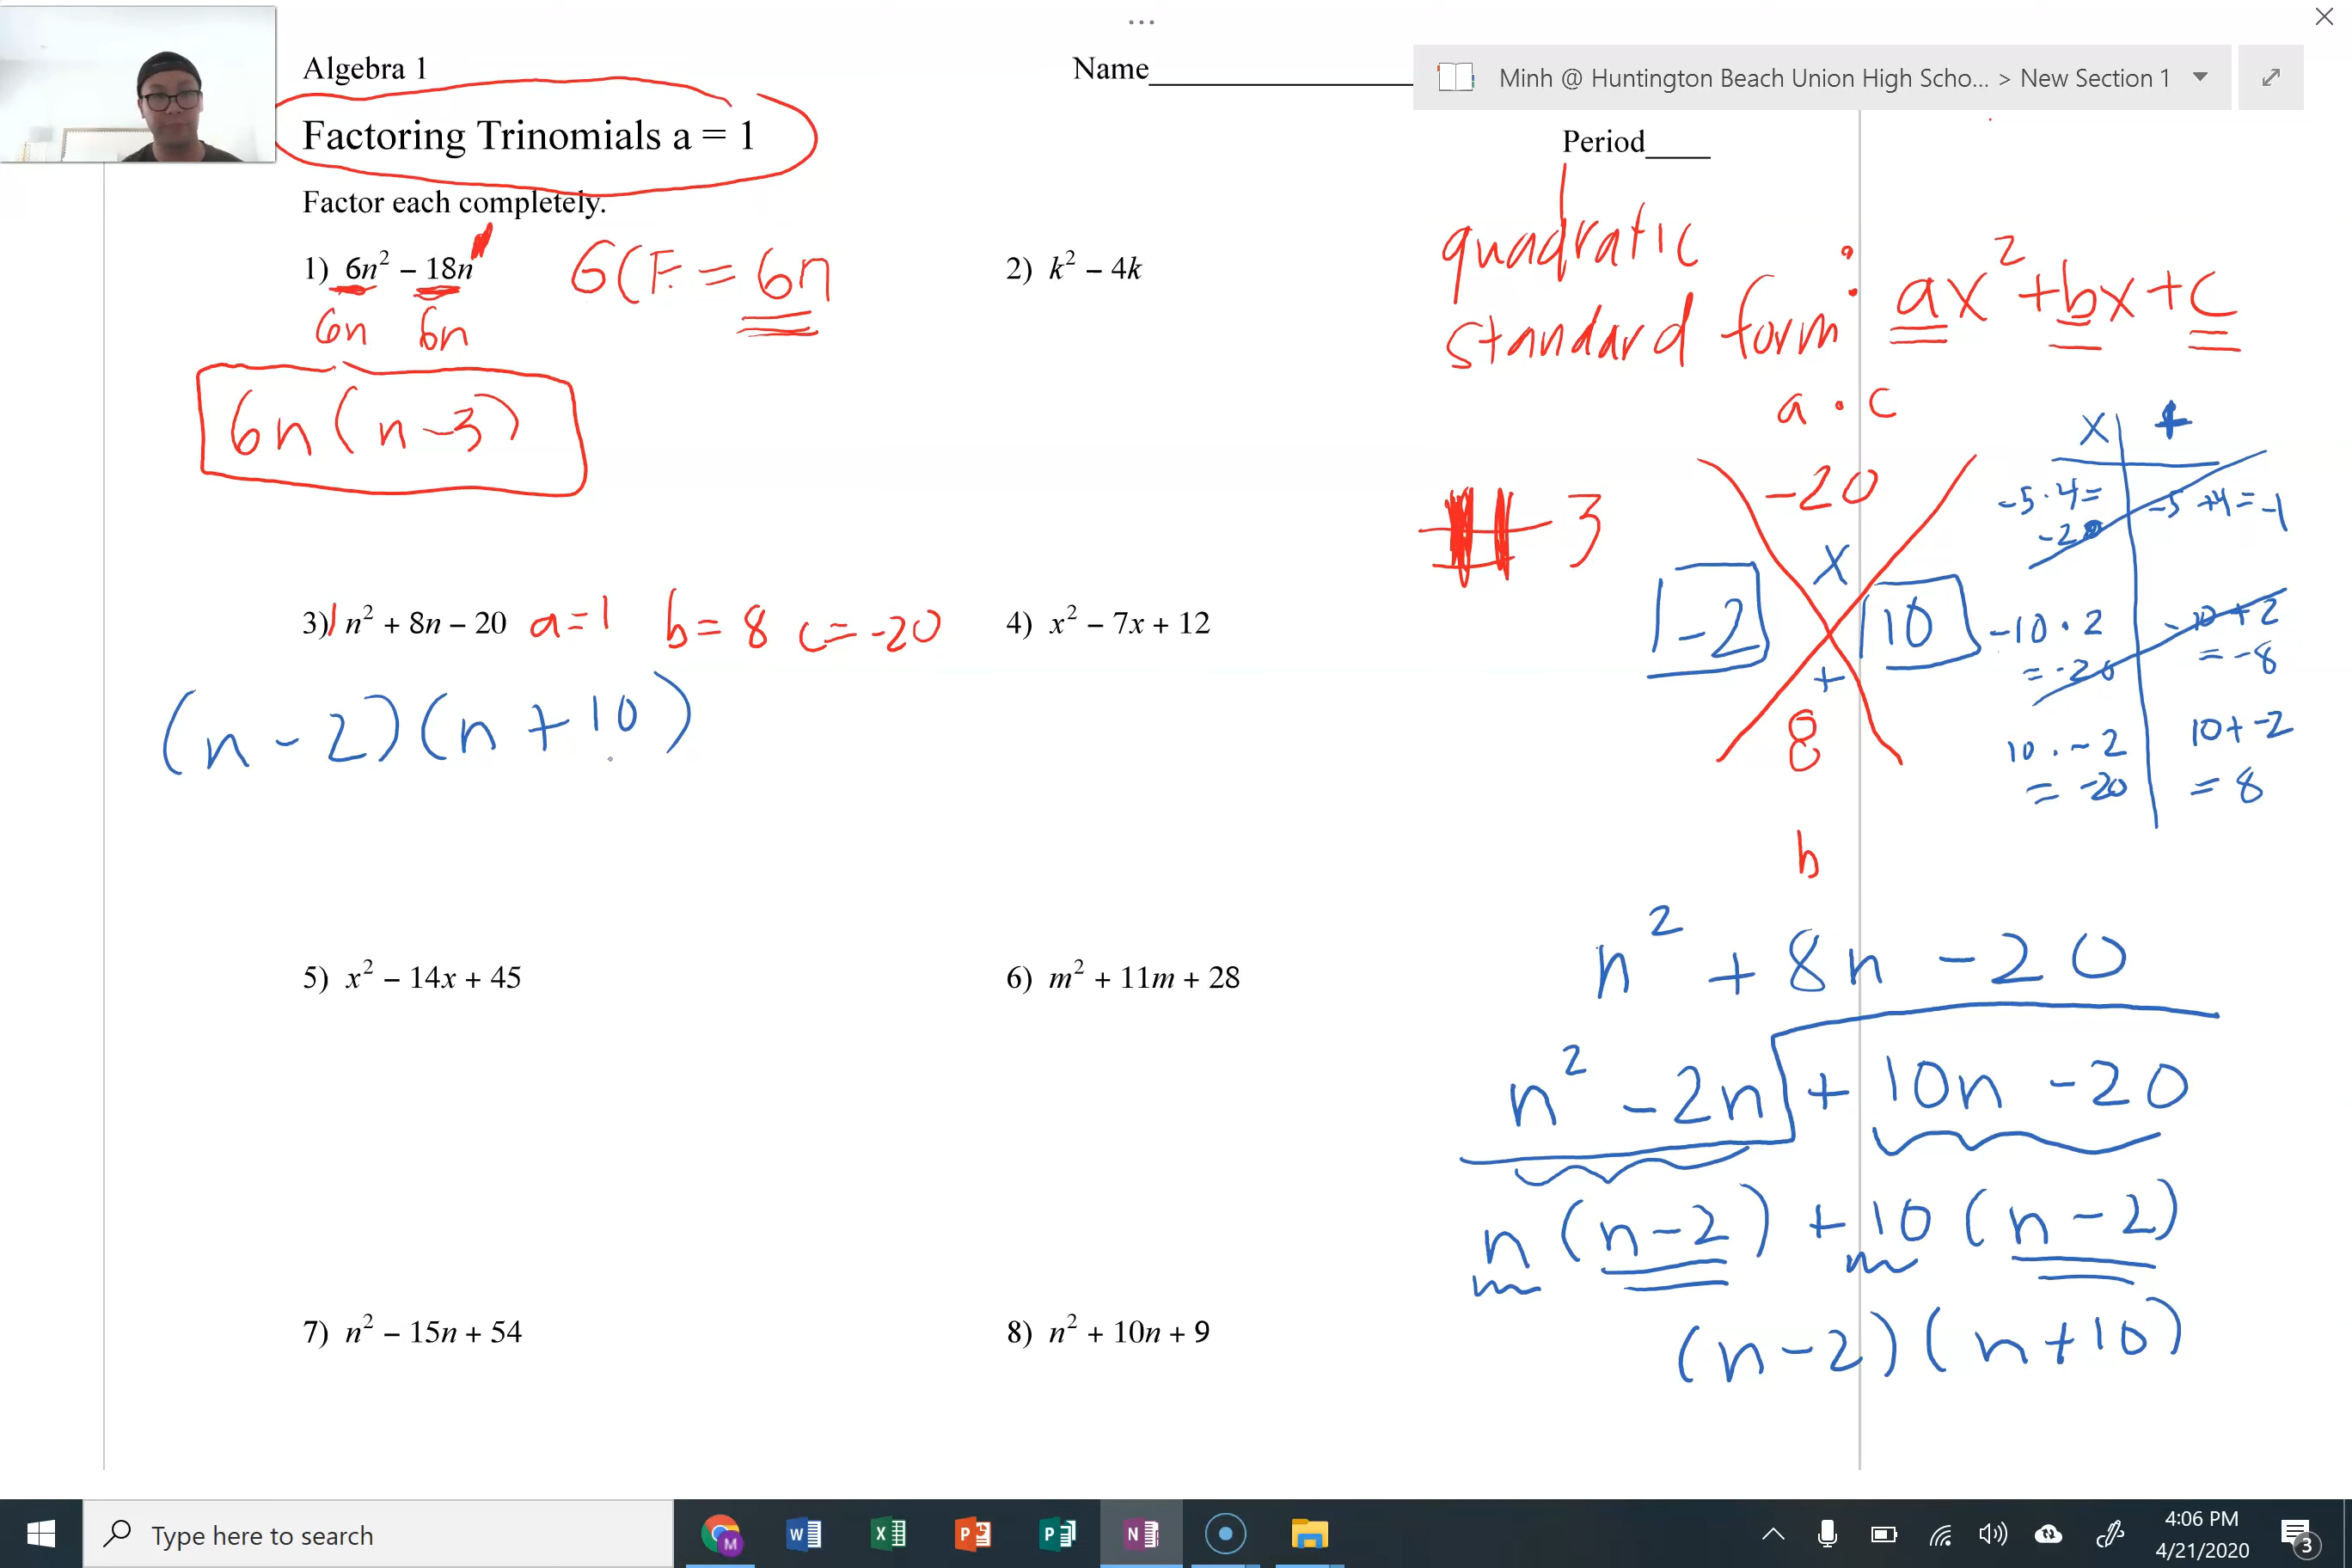 Algebra 1
Name
Minh @ Huntington Beach Union High Scho... > New Section 1
Factoring Trinomials a = 1
Period
Factor each completely.
1) 6n² – 18n
GCF = 6n
6n 6n
6n(n-3)
2) k² – 4k
quadratic
standard form: ax²+bx+c
3) 1n² + 8n – 20 a=1 b=8 c=-20
(n-2)(n+10)
4) x² – 7x + 12
#3
a · c
-20
x
-2 10
+
8
b
x +
-5·4= -5+4=-1
-20
-10·2 -10+2
=-20 =-8
10·-2 10+-2
=-20 =8
5) x² – 14x + 45
6) m² + 11m + 28
n² + 8n -20
n² -2n + 10n -20
n(n-2) +10(n-2)
(n-2)(n+10)
7) n² – 15n + 54
8) n² + 10n + 9
Type here to search
M
W
X
P
P
N
4:06 PM
4/21/2020
3